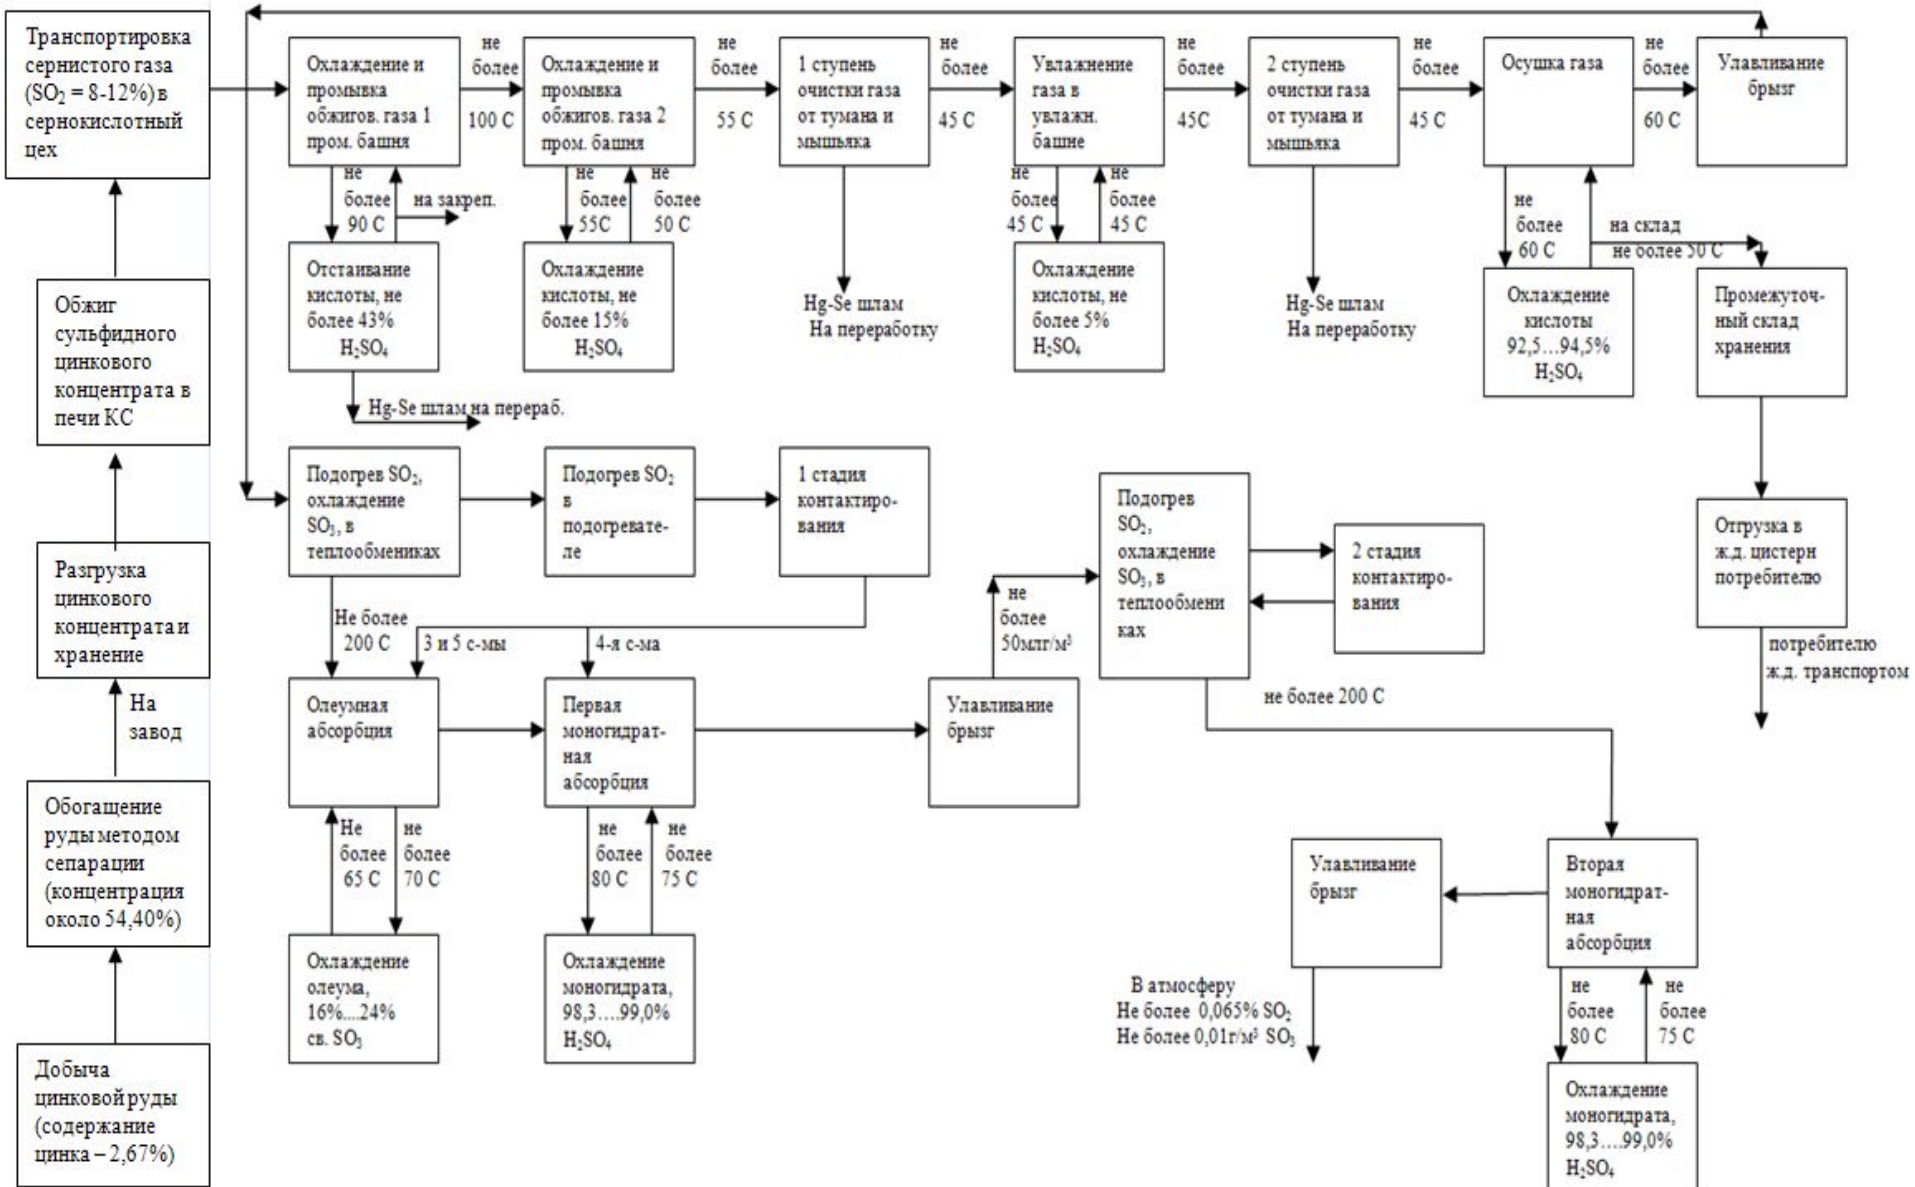 Транспортировка
сернистого газа
(SO₂ = 8-12%) в
сернокислотный
цех
Обжиг
сульфидного
цинкового
концентрата в
печи КС
Разгрузка
цинкового
концентрата и
хранение
На
завод
Обогащение
руды методом
сепарации
(концентрация
около 54,40%)
Добыча
цинковой руды
(содержание
цинка – 2,67%)
Охлаждение и
промывка
обжигов. газа 1
пром. башня
не
более
100 С
Охлаждение и
промывка
обжигов. газа 2
пром. башня
не
более
55 С
1 ступень
очистки газа
от тумана и
мышьяка
не
более
45 С
Увлажнение
газа в
увлажн.
башне
не
более
45С
2 ступень
очистки газа
от тумана и
мышьяка
не
более
45 С
Осушка газа
не
более
60 С
Улавливание
брызг
не
более
90 С
на закреп.
не
более
55С
не
более
50 С
не
более
45 С
не
более
45 С
не
более
60 С
на склад
не более 50 С
Отстаивание
кислоты, не
более 43%
H₂SO₄
Hg-Se шлам на перераб.
Охлаждение
кислоты, не
более 15%
H₂SO₄
Hg-Se шлам
На переработку
Охлаждение
кислоты, не
более 5%
H₂SO₄
Hg-Se шлам
На переработку
Охлаждение
кислоты
92,5…94,5%
H₂SO₄
Промежуточ-
ный склад
хранения
Отгрузка в
ж.д. цистерн
потребителю
потребителю
ж.д. транспортом
Подогрев SO₂,
охлаждение
SO₃, в
теплообмениках
Подогрев SO₂
в
подогревате-
ле
1 стадия
контактиро-
вания
Подогрев
SO₂,
охлаждение
SO₃, в
теплообмени
ках
2 стадия
контактиро-
вания
Не более
200 С
3 и 5 с-мы
4-я с-ма
не
более
50млг/м³
не более 200 С
Олеумная
абсорбция
Первая
моногидрат-
ная
абсорбция
Улавливание
брызг
Не
более
65 С
не
более
70 С
не
более
80 С
не
более
75 С
Охлаждение
олеума,
16%....24%
св. SO₃
Охлаждение
моногидрата,
98,3….99,0%
H₂SO₄
Улавливание
брызг
Вторая
моногидрат-
ная
абсорбция
В атмосферу
Не более 0,065% SO₂
Не более 0,01г/м³ SO₃
не
более
80 С
не
более
75 С
Охлаждение
моногидрата,
98,3….99,0%
H₂SO₄